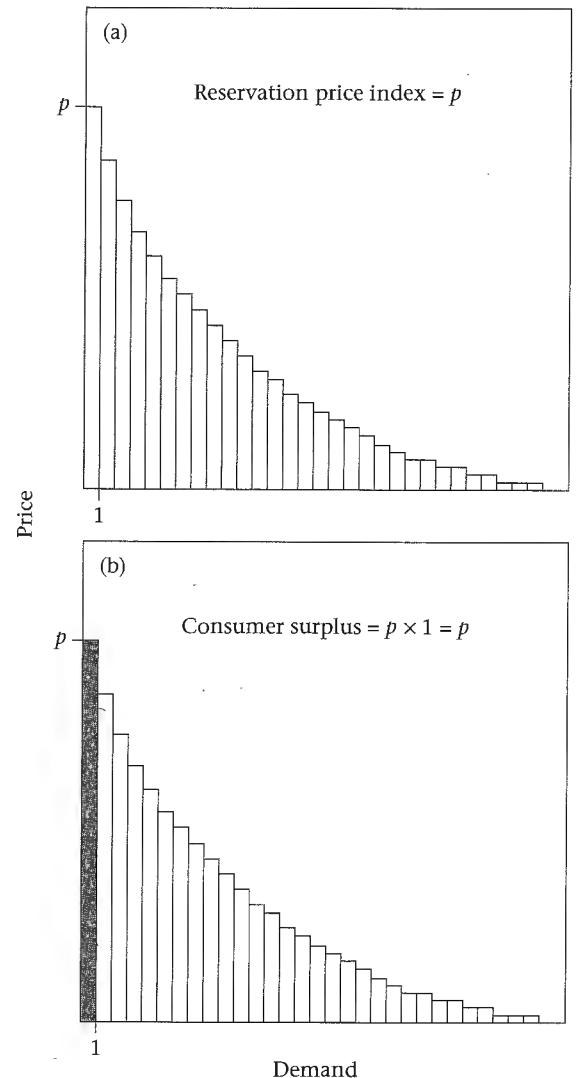 (a)
Reservation price index = p
p
1
Price
(b)
Consumer surplus = p × 1 = p
p
1
Demand